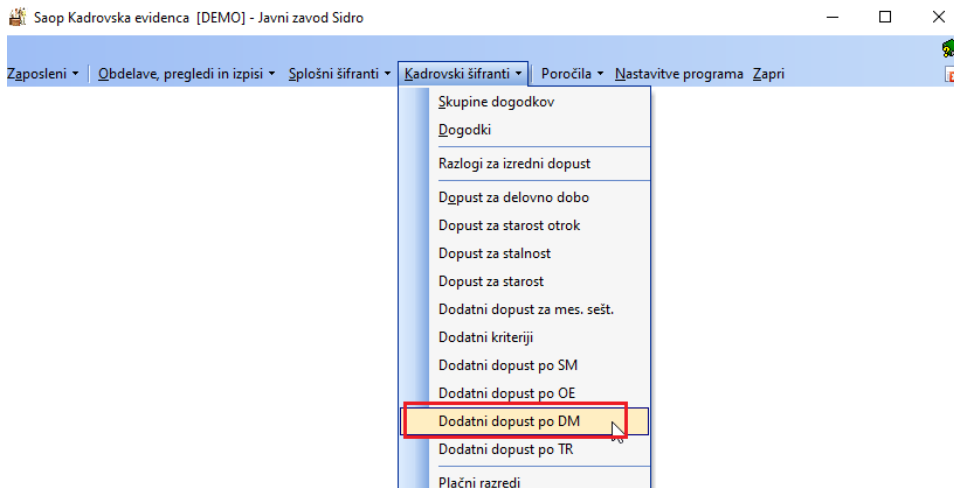 Saop Kadrovska evidenca [DEMO] - Javni zavod Sidro
Zaposleni Obdelave, pregledi in izpisi Splošni šifranti Kadrovski šifranti Poročila Nastavitve programa Zapri
Skupine dogodkov
Dogodki
Razlogi za izredni dopust
Dopust za delovno dobo
Dopust za starost otrok
Dopust za stalnost
Dopust za starost
Dodatni dopust za mes. sešt.
Dodatni kriteriji
Dodatni dopust po SM
Dodatni dopust po OE
Dodatni dopust po DM
Dodatni dopust po TR
Plačni razredi